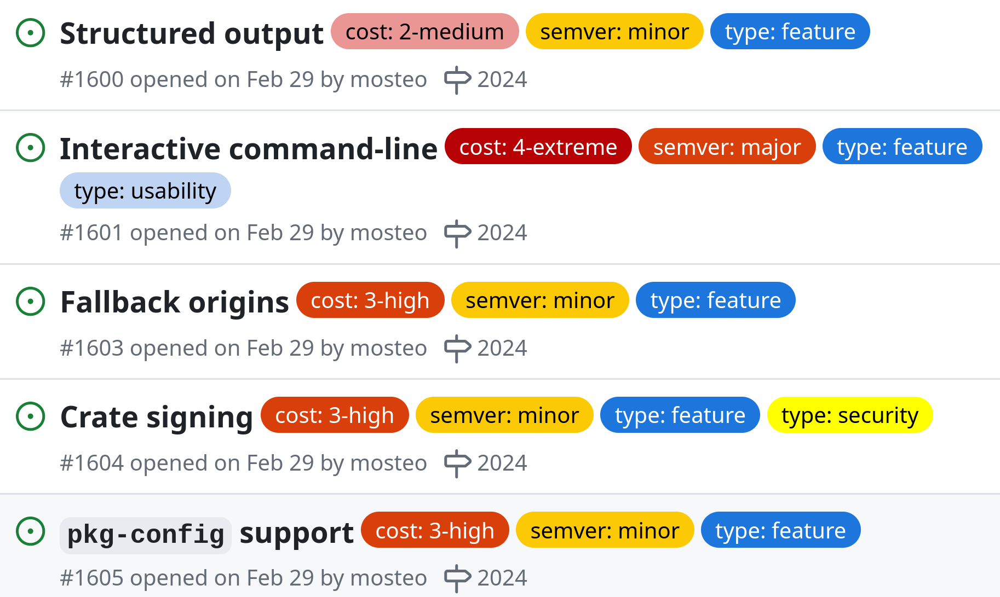 Structured output cost: 2-medium semver: minor type: feature
#1600 opened on Feb 29 by mosteo 2024
Interactive command-line cost: 4-extreme semver: major type: feature
type: usability
#1601 opened on Feb 29 by mosteo 2024
Fallback origins cost: 3-high semver: minor type: feature
#1603 opened on Feb 29 by mosteo 2024
Crate signing cost: 3-high semver: minor type: feature type: security
#1604 opened on Feb 29 by mosteo 2024
pkg-config support cost: 3-high semver: minor type: feature
#1605 opened on Feb 29 by mosteo 2024